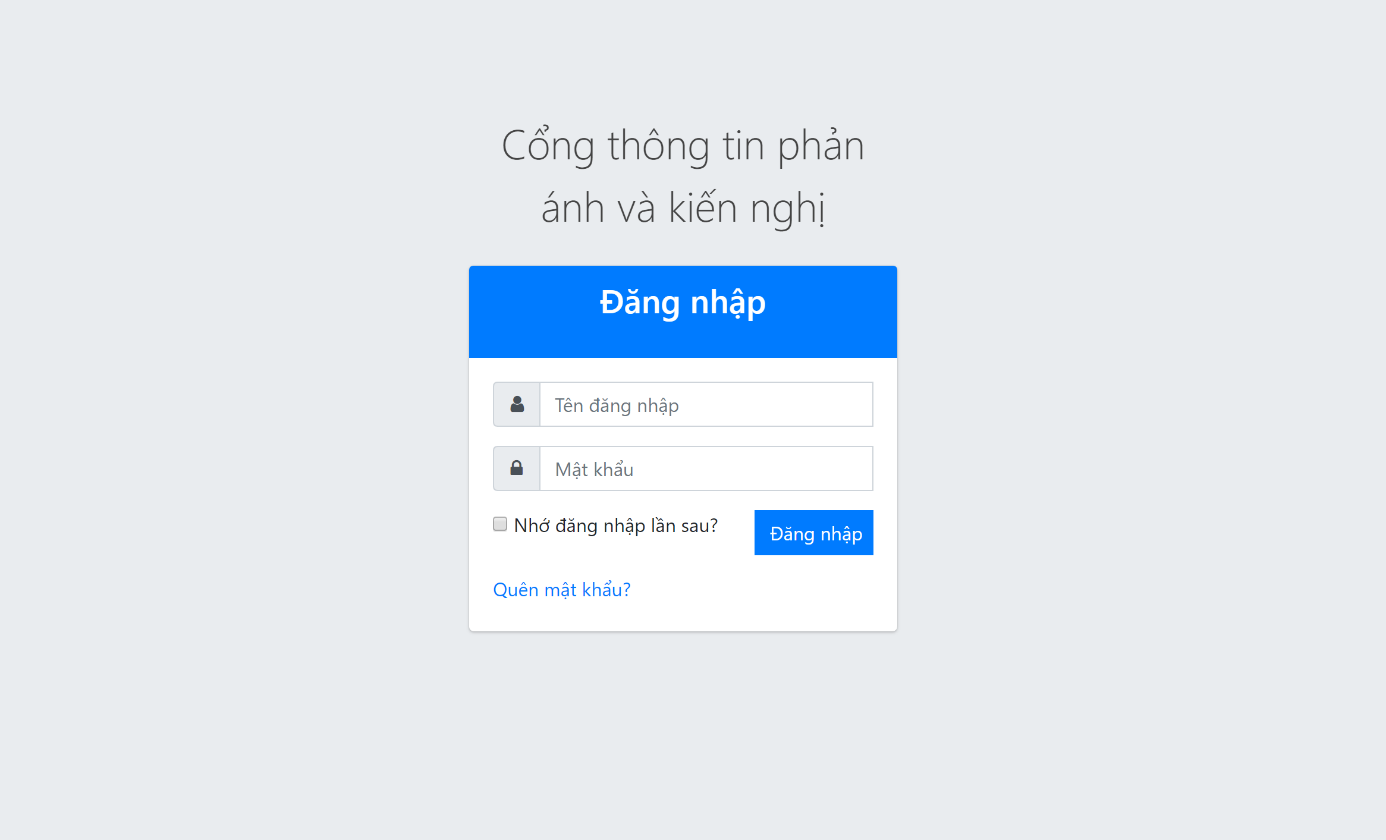 Cổng thông tin phản
ánh và kiến nghị
Đăng nhập
Tên đăng nhập
Mật khẩu
Nhớ đăng nhập lần sau?
Đăng nhập
Quên mật khẩu?